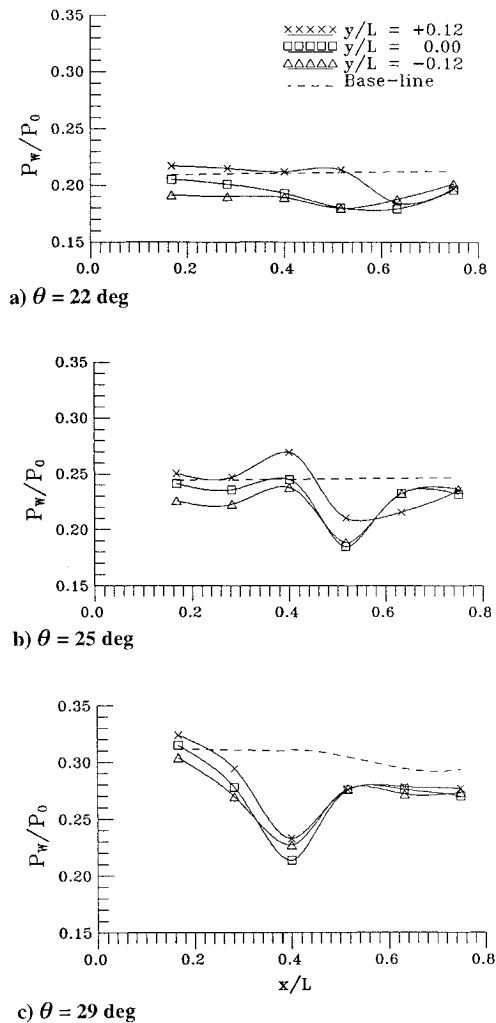 0.35
×××××  y/L = +0.12
□□□□□  y/L =  0.00
△△△△△  y/L = −0.12
Base-line
0.30
0.25
P_W/P_0
0.20
0.15
0.0 0.2 0.4 0.6 0.8
a) θ = 22 deg
0.35
0.30
0.25
P_W/P_0
0.20
0.15
0.0 0.2 0.4 0.6 0.8
b) θ = 25 deg
0.35
0.30
0.25
P_W/P_0
0.20
0.15
0.0 0.2 0.4 0.6 0.8
x/L
c) θ = 29 deg